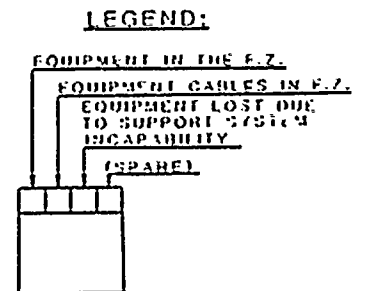 LEGEND:
EQUIPMENT IN THE F.Z.
EQUIPMENT CABLES IN F.Z.
EQUIPMENT LOST DUE
TO SUPPORT SYSTEM
INCAPABILITY
(SPARE)